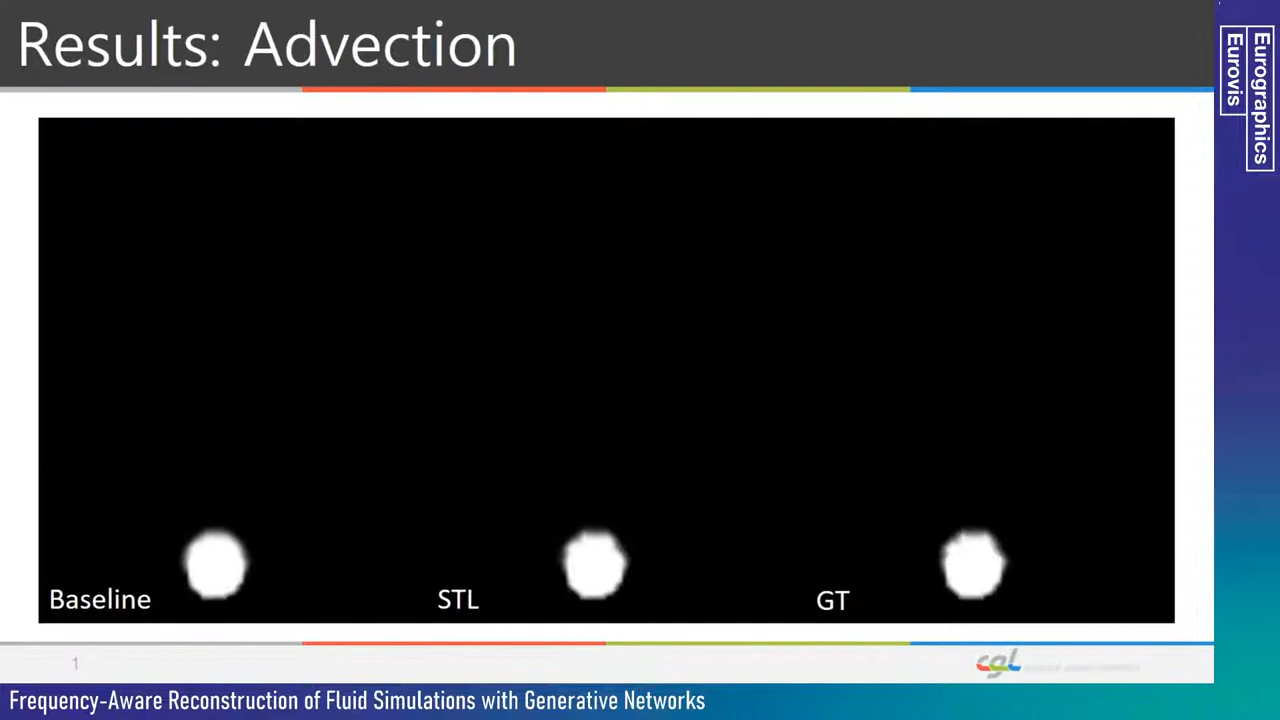 Results: Advection
Eurographics
Eurovis
Baseline
STL
GT
1
cgl
Frequency-Aware Reconstruction of Fluid Simulations with Generative Networks